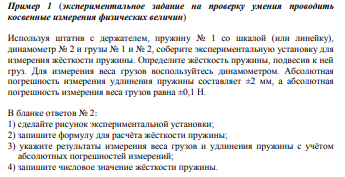 Пример 1 (экспериментальное задание на проверку умения проводить
косвенные измерения физических величин)
Используя штатив с держателем, пружину № 1 со шкалой (или линейку),
динамометр № 2 и грузы № 1 и № 2, соберите экспериментальную установку для
измерения жёсткости пружины. Определите жёсткость пружины, подвесив к ней
груз. Для измерения веса грузов воспользуйтесь динамометром. Абсолютная
погрешность измерения удлинения пружины составляет ±2 мм, а абсолютная
погрешность измерения веса грузов равна ±0,1 Н.
В бланке ответов № 2:
1) сделайте рисунок экспериментальной установки;
2) запишите формулу для расчёта жёсткости пружины;
3) укажите результаты измерения веса грузов и удлинения пружины с учётом
абсолютных погрешностей измерений;
4) запишите числовое значение жёсткости пружины.